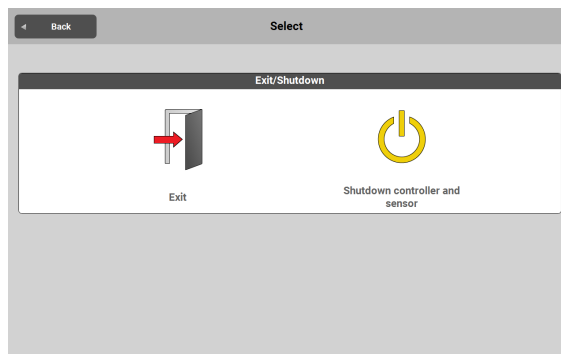 Back
Select
Exit/Shutdown
Exit
Shutdown controller and
sensor